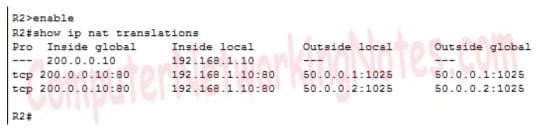 R2>enable
R2#show ip nat translations
Pro  Inside global     Inside local       Outside local      Outside global
---  200.0.0.10        192.168.1.10       ---                ---
tcp 200.0.0.10:80      192.168.1.10:80    50.0.0.1:1025      50.0.0.1:1025
tcp 200.0.0.10:80      192.168.1.10:80    50.0.0.2:1025      50.0.0.2:1025
R2#
ComputerNetworkingNotes.com